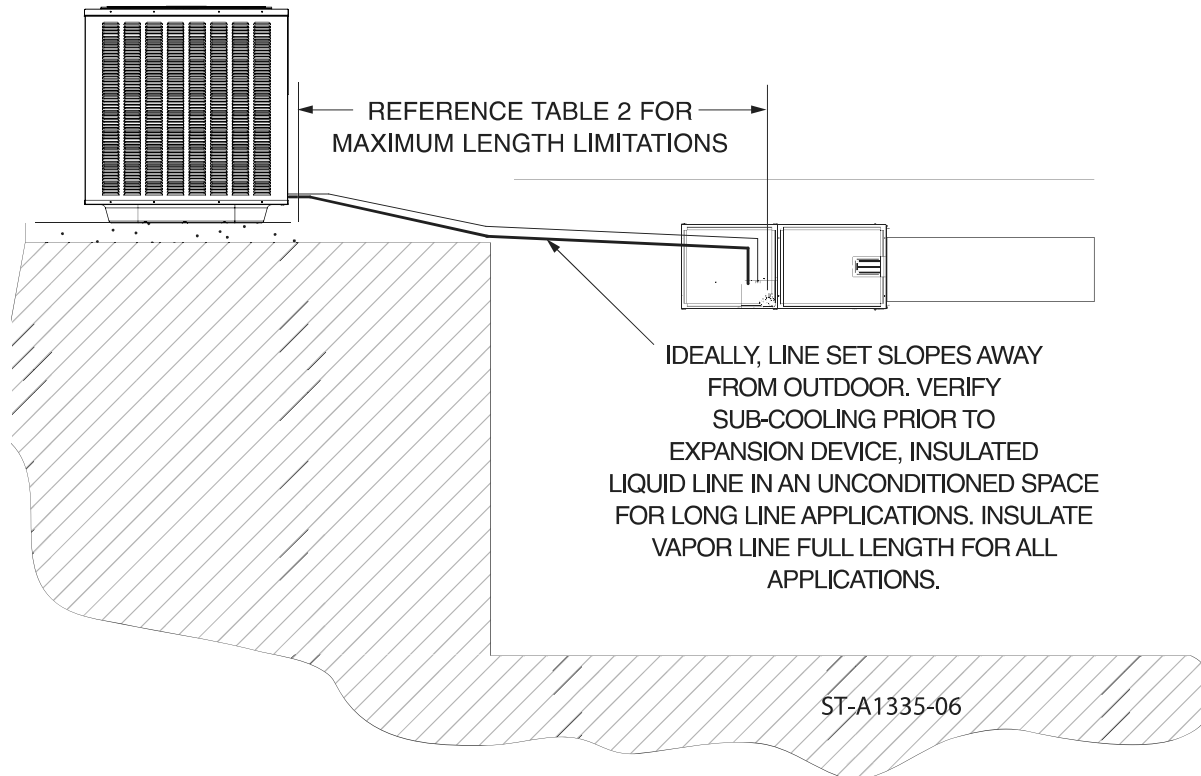 REFERENCE TABLE 2 FOR
MAXIMUM LENGTH LIMITATIONS
IDEALLY, LINE SET SLOPES AWAY
FROM OUTDOOR. VERIFY
SUB-COOLING PRIOR TO
EXPANSION DEVICE, INSULATED
LIQUID LINE IN AN UNCONDITIONED SPACE
FOR LONG LINE APPLICATIONS. INSULATE
VAPOR LINE FULL LENGTH FOR ALL
APPLICATIONS.
ST-A1335-06